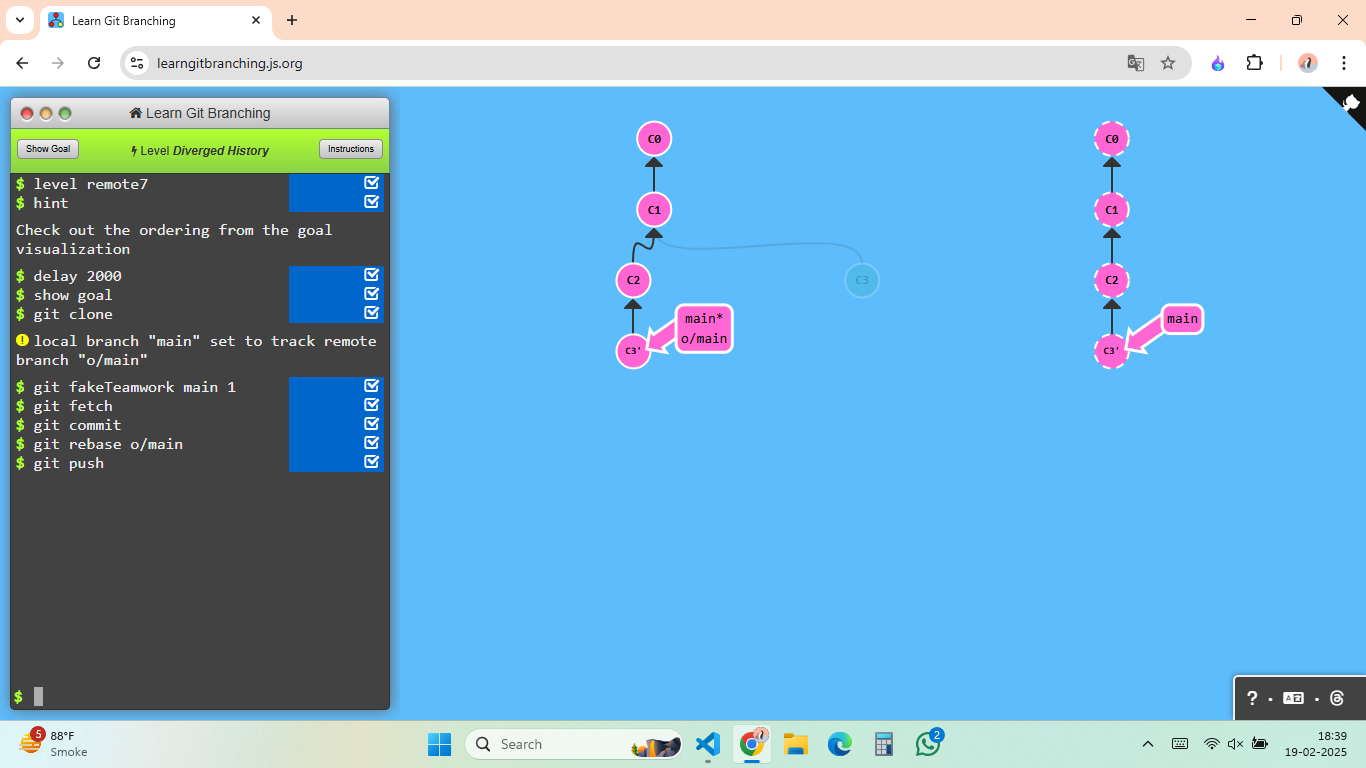 Learn Git Branching
learngitbranching.js.org
Learn Git Branching
Show Goal
Level Diverged History
Instructions
$ level remote7
$ hint
Check out the ordering from the goal
visualization
$ delay 2000
$ show goal
$ git clone
local branch "main" set to track remote
branch "o/main"
$ git fakeTeamwork main 1
$ git fetch
$ git commit
$ git rebase o/main
$ git push
$
C0
C1
C2
C3
C3'
main*
o/main
C0
C1
C2
C3'
main
?
5
88°F
Smoke
Search
2
18:39
19-02-2025